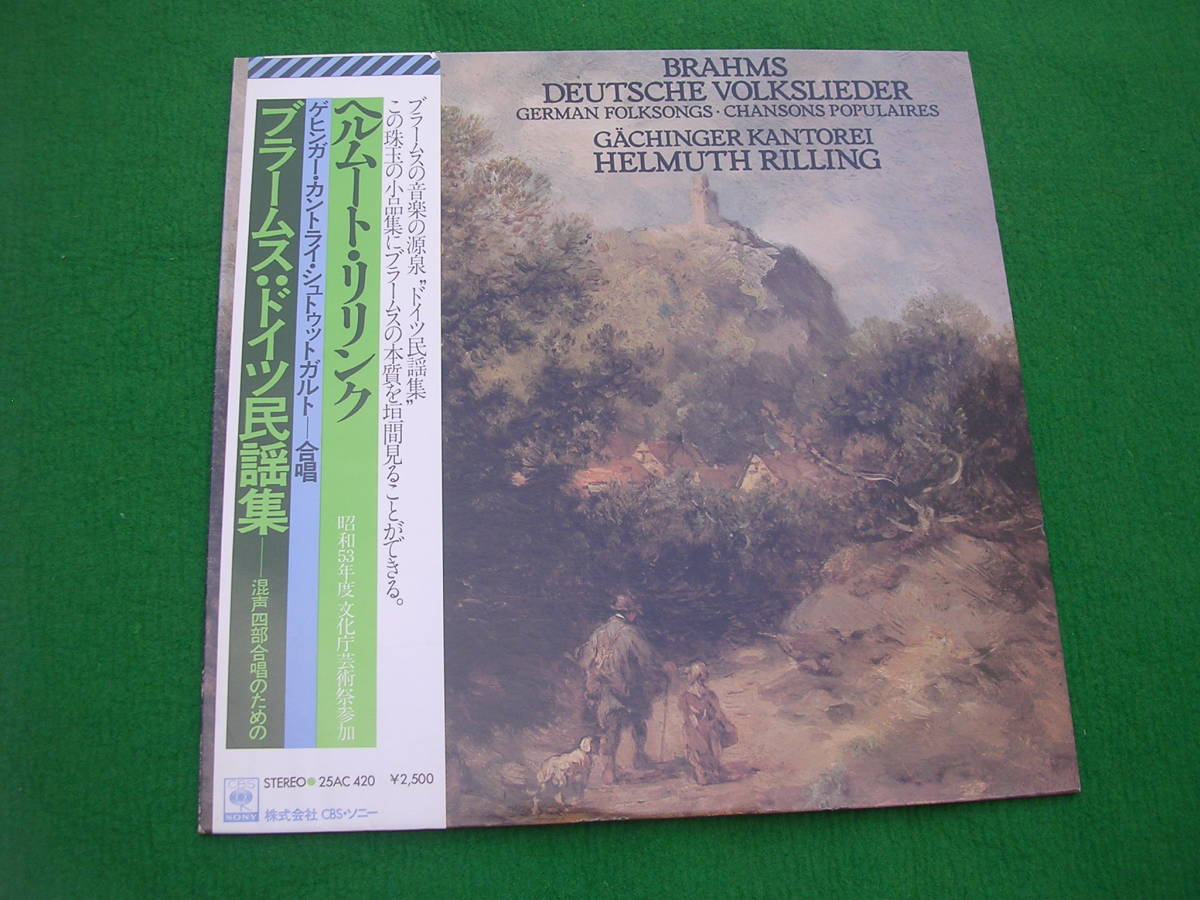 BRAHMS
DEUTSCHE VOLKSLIEDER
GERMAN FOLKSONGS · CHANSONS POPULAIRES
GÄCHINGER KANTOREI
HELMUTH RILLING
ブラームスの音楽の源泉〝ドイツ民謡集〟
この珠玉の小品集にブラームスの本質を垣間見ることができる。
ヘルムート・リリンク
昭和53年度 文化庁芸術祭参加
ゲヒンガー・カントライ・シュトゥットガルト―合唱
ブラームス:ドイツ民謡集――混声四部合唱のための
CBS
SONY
STEREO● 25AC 420 ¥2,500
株式会社 CBS・ソニー